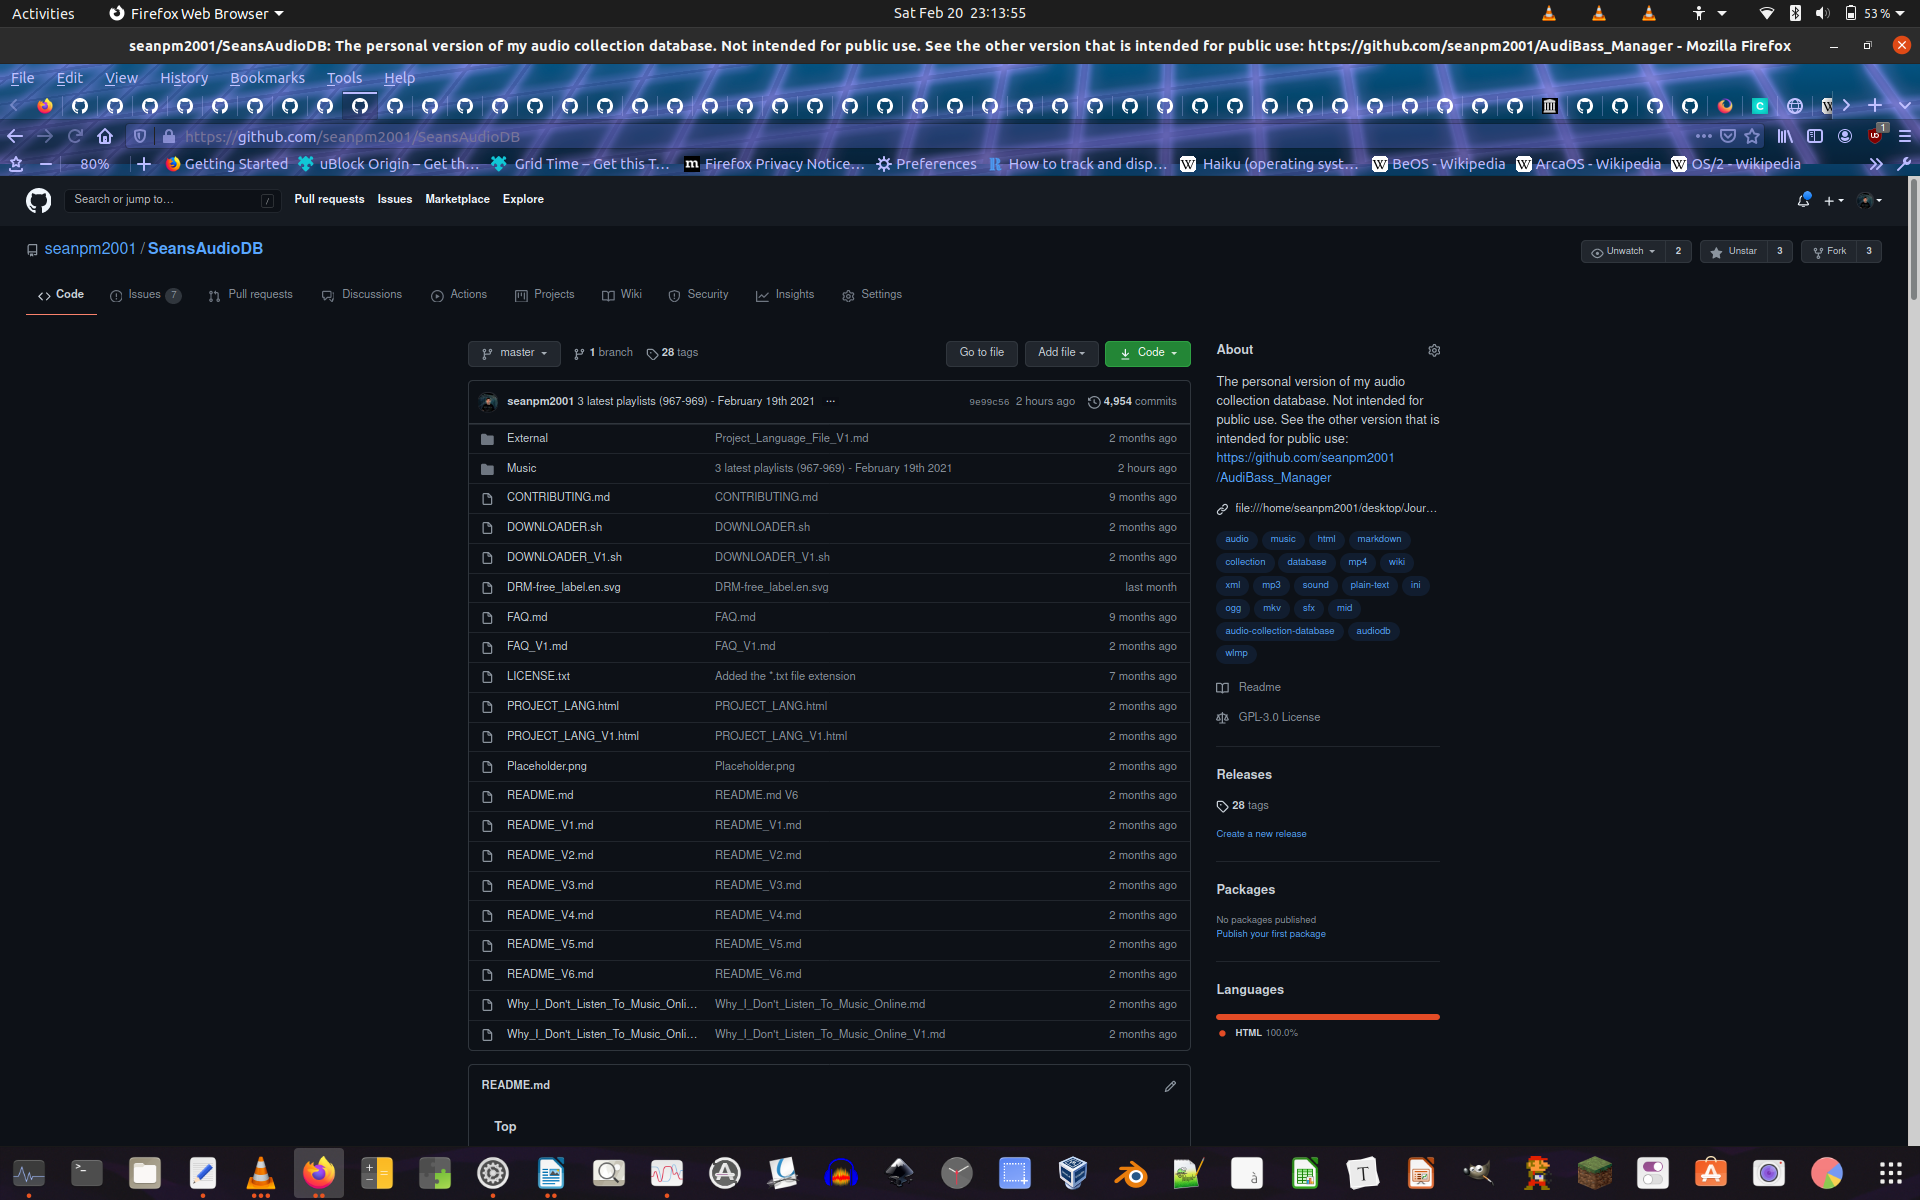 Activities
Firefox Web Browser
Sat Feb 20 23:13:55
53 %
seanpm2001/SeansAudioDB: The personal version of my audio collection database. Not intended for public use. See the other version that is intended for public use: https://github.com/seanpm2001/AudiBass_Manager - Mozilla Firefox
File Edit View History Bookmarks Tools Help
https://github.com/seanpm2001/SeansAudioDB
1
80%
Getting Started
uBlock Origin – Get th…
Grid Time – Get this T…
Firefox Privacy Notice…
Preferences
How to track and disp…
Haiku (operating syst…
BeOS - Wikipedia
ArcaOS - Wikipedia
OS/2 - Wikipedia
Search or jump to…
/
Pull requests Issues Marketplace Explore
seanpm2001 / SeansAudioDB
Unwatch 2
Unstar 3
Fork 3
Code
Issues 7
Pull requests
Discussions
Actions
Projects
Wiki
Security
Insights
Settings
master
1 branch
28 tags
Go to file
Add file
Code
seanpm2001 3 latest playlists (967-969) - February 19th 2021 ...
9e99c56 2 hours ago 4,954 commits
External Project_Language_File_V1.md 2 months ago
Music 3 latest playlists (967-969) - February 19th 2021 2 hours ago
CONTRIBUTING.md CONTRIBUTING.md 9 months ago
DOWNLOADER.sh DOWNLOADER.sh 2 months ago
DOWNLOADER_V1.sh DOWNLOADER_V1.sh 2 months ago
DRM-free_label.en.svg DRM-free_label.en.svg last month
FAQ.md FAQ.md 9 months ago
FAQ_V1.md FAQ_V1.md 2 months ago
LICENSE.txt Added the *.txt file extension 7 months ago
PROJECT_LANG.html PROJECT_LANG.html 2 months ago
PROJECT_LANG_V1.html PROJECT_LANG_V1.html 2 months ago
Placeholder.png Placeholder.png 2 months ago
README.md README.md V6 2 months ago
README_V1.md README_V1.md 2 months ago
README_V2.md README_V2.md 2 months ago
README_V3.md README_V3.md 2 months ago
README_V4.md README_V4.md 2 months ago
README_V5.md README_V5.md 2 months ago
README_V6.md README_V6.md 2 months ago
Why_I_Don't_Listen_To_Music_Onli… Why_I_Don't_Listen_To_Music_Online.md 2 months ago
Why_I_Don't_Listen_To_Music_Onli… Why_I_Don't_Listen_To_Music_Online_V1.md 2 months ago
README.md
Top
About
The personal version of my audio
collection database. Not intended for
public use. See the other version that is
intended for public use:
https://github.com/seanpm2001
/AudiBass_Manager
file:///home/seanpm2001/desktop/Jour…
audio music html markdown
collection database mp4 wiki
xml mp3 sound plain-text ini
ogg mkv sfx mid
audio-collection-database audiodb
wlmp
Readme
GPL-3.0 License
Releases
28 tags
Create a new release
Packages
No packages published
Publish your first package
Languages
HTML 100.0%